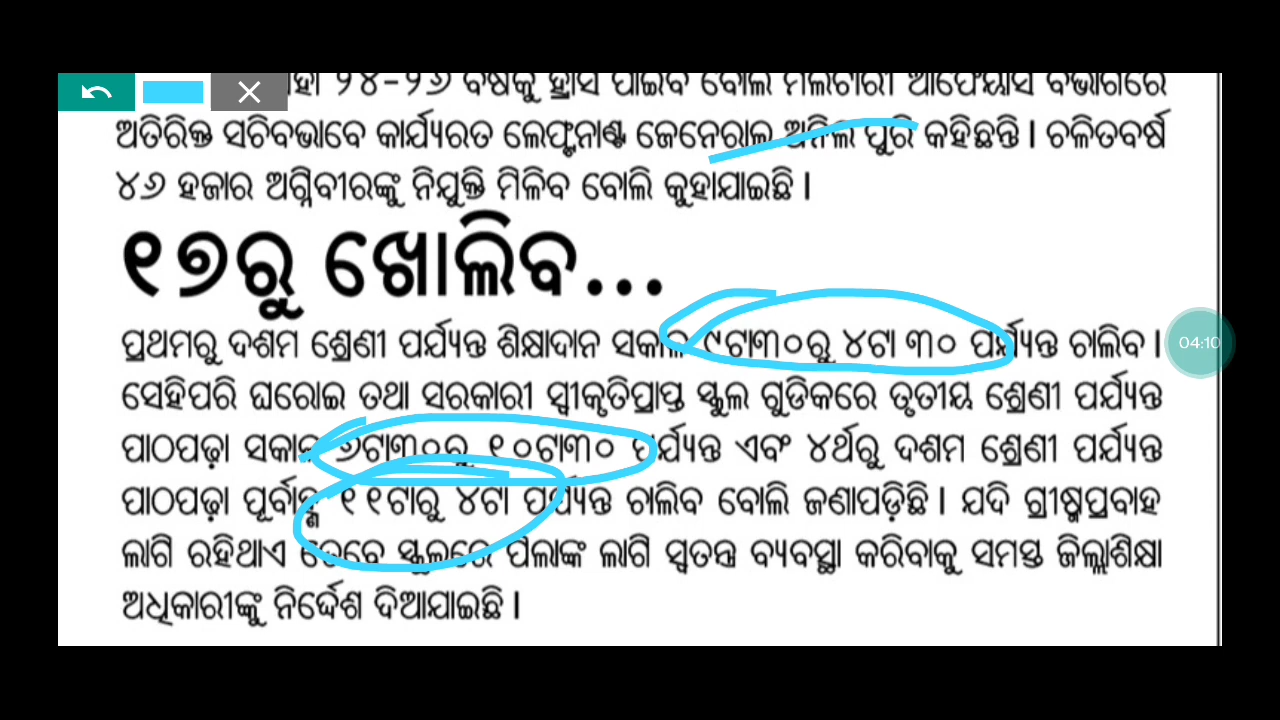 ୨୪-୨୬ ବର୍ଷକୁ ହ୍ରାସ ପାଇବ ବୋଲି ମିଲିଟାରୀ ଆଫେୟାର୍ସ ବିଭାଗରେ
ଅତିରିକ୍ତ ସଚିବଭାବେ କାର୍ଯ୍ୟରତ ଲେଫ୍ଟନାଣ୍ଟ ଜେନେରାଲ ଅନିଲ ପୁରି କହିଛନ୍ତି । ଚଳିତବର୍ଷ
୪୬ ହଜାର ଅଗ୍ନିବୀରଙ୍କୁ ନିଯୁକ୍ତି ମିଳିବ ବୋଲି କୁହାଯାଇଛି ।
୧୭ରୁ ଖୋଲିବ...
ପ୍ରଥମରୁ ଦଶମ ଶ୍ରେଣୀ ପର୍ଯ୍ୟନ୍ତ ଶିକ୍ଷାଦାନ ସକାଳ ୯ଟା୩୦ରୁ ୪ଟା ୩୦ ପର୍ଯ୍ୟନ୍ତ ଚାଲିବ ।
ସେହିପରି ଘରୋଇ ତଥା ସରକାରୀ ସ୍ୱୀକୃତିପ୍ରାପ୍ତ ସ୍କୁଲ ଗୁଡିକରେ ତୃତୀୟ ଶ୍ରେଣୀ ପର୍ଯ୍ୟନ୍ତ
ପାଠପଢ଼ା ସକାଳ ୬ଟା୩୦ରୁ ୧୦ଟା୩୦ ପର୍ଯ୍ୟନ୍ତ ଏବଂ ୪ର୍ଥରୁ ଦଶମ ଶ୍ରେଣୀ ପର୍ଯ୍ୟନ୍ତ
ପାଠପଢ଼ା ପୂର୍ବାହ୍ଣ ୧୧ଟାରୁ ୪ଟା ପର୍ଯ୍ୟନ୍ତ ଚାଲିବ ବୋଲି ଜଣାପଡ଼ିଛି । ଯଦି ଗ୍ରୀଷ୍ମପ୍ରବାହ
ଲାଗି ରହିଥାଏ ତେବେ ସ୍କୁଲରେ ପିଲାଙ୍କ ଲାଗି ସ୍ୱତନ୍ତ୍ର ବ୍ୟବସ୍ଥା କରିବାକୁ ସମସ୍ତ ଜିଲ୍ଲାଶିକ୍ଷା
ଅଧିକାରୀଙ୍କୁ ନିର୍ଦ୍ଦେଶ ଦିଆଯାଇଛି ।
04:10